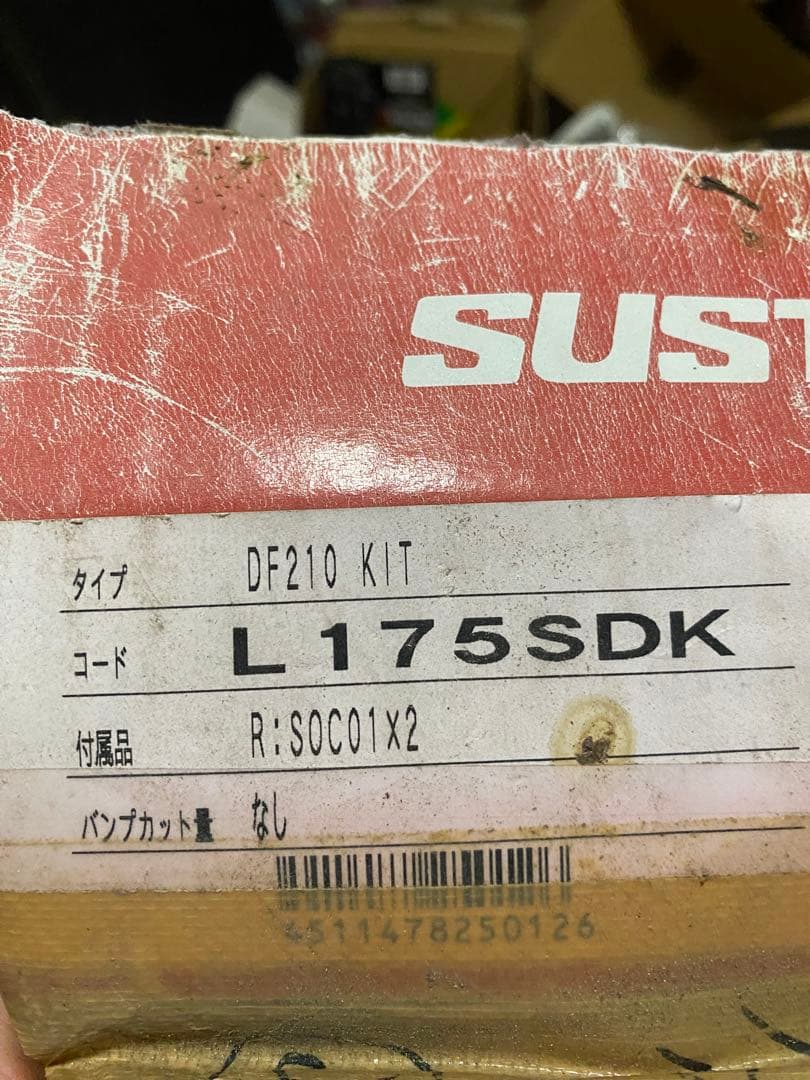 SUST
タイプ DF210 KIT
コード L175SDK
付属品 R:SOC01X2
バンプカット量 なし
4511478250126